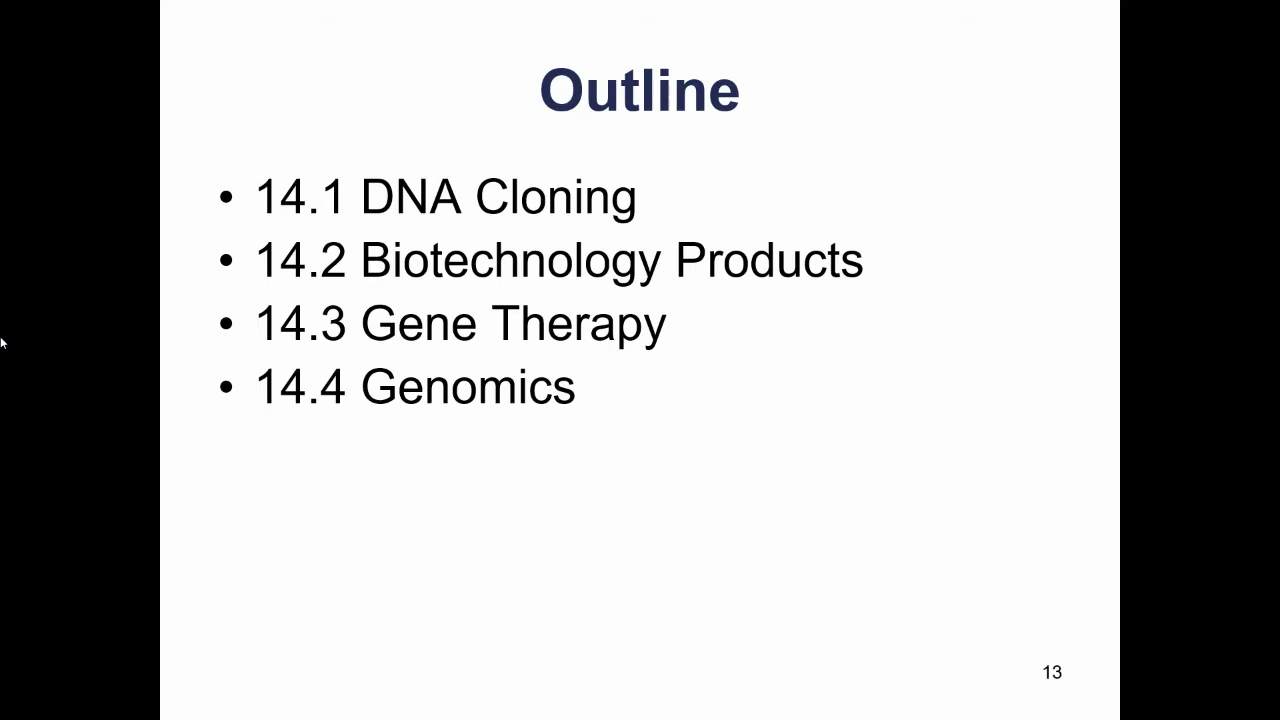 Outline
• 14.1 DNA Cloning
• 14.2 Biotechnology Products
• 14.3 Gene Therapy
• 14.4 Genomics
13